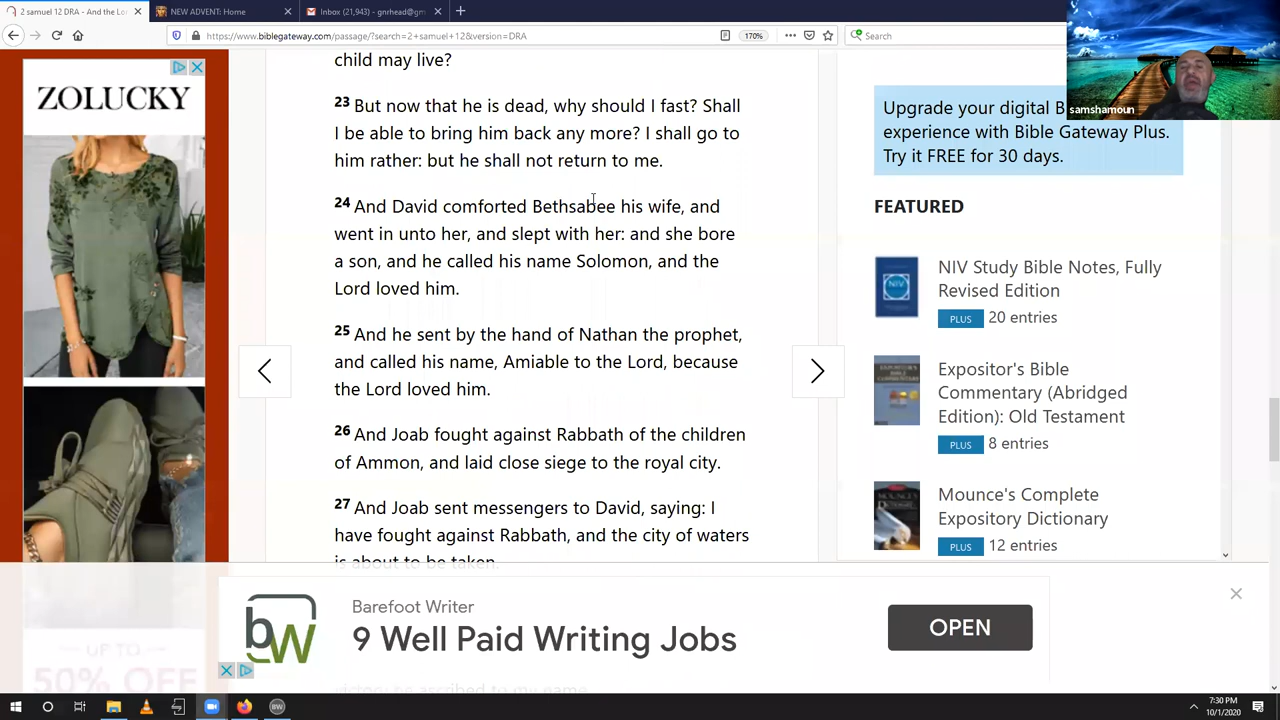 2 samuel 12 DRA - And the Lo
NEW ADVENT: Home
Inbox (21,943) - gnrhead@gm
https://www.biblegateway.com/passage/?search=2+samuel+12&version=DRA
170%
Search
samshamoun
ZOLUCKY
UP TO
50% OFF
child may live?
23 But now that he is dead, why should I fast? Shall
I be able to bring him back any more? I shall go to
him rather: but he shall not return to me.
24 And David comforted Bethsabee his wife, and
went in unto her, and slept with her: and she bore
a son, and he called his name Solomon, and the
Lord loved him.
25 And he sent by the hand of Nathan the prophet,
and called his name, Amiable to the Lord, because
the Lord loved him.
26 And Joab fought against Rabbath of the children
of Ammon, and laid close siege to the royal city.
27 And Joab sent messengers to David, saying: I
have fought against Rabbath, and the city of waters
is about to be taken.
Upgrade your digital B
experience with Bible Gateway Plus.
Try it FREE for 30 days.
FEATURED
NIV Study Bible Notes, Fully
Revised Edition
PLUS 20 entries
Expositor's Bible
Commentary (Abridged
Edition): Old Testament
PLUS 8 entries
Mounce's Complete
Expository Dictionary
PLUS 12 entries
bw
Barefoot Writer
9 Well Paid Writing Jobs
OPEN
7:30 PM
10/1/2020